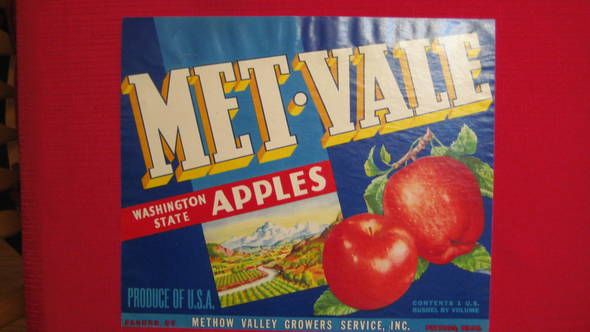 MET·VALE
WASHINGTON STATE APPLES
PRODUCE OF U.S.A.
CONTENTS 1 U.S.
BUSHEL BY VOLUME
METHOW VALLEY GROWERS SERVICE, INC.